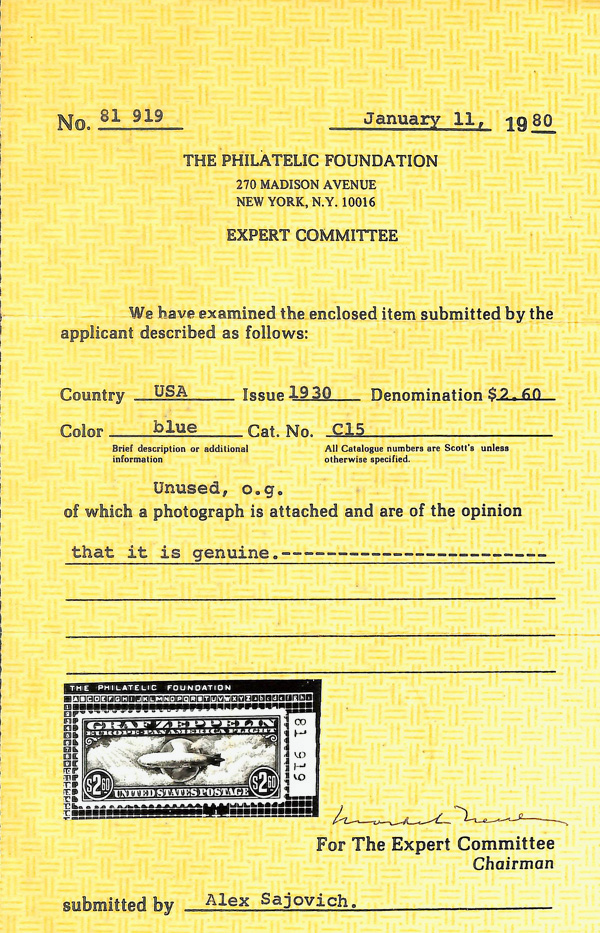 No. 81 919 January 11, 1980
THE PHILATELIC FOUNDATION
270 MADISON AVENUE
NEW YORK, N.Y. 10016
EXPERT COMMITTEE
We have examined the enclosed item submitted by the
applicant described as follows:
Country USA Issue 1930 Denomination $2.60
Color blue Cat. No. C15
Brief description or additional information
All Catalogue numbers are Scott's unless otherwise specified.
Unused, o.g.
of which a photograph is attached and are of the opinion
that it is genuine.------------------------
THE PHILATELIC FOUNDATION
GRAF ZEPPELIN
EUROPE-PAN AMERICA FLIGHT
$2.60 $2.60
UNITED STATES POSTAGE
81 919
For The Expert Committee
Chairman
submitted by Alex Sajovich.